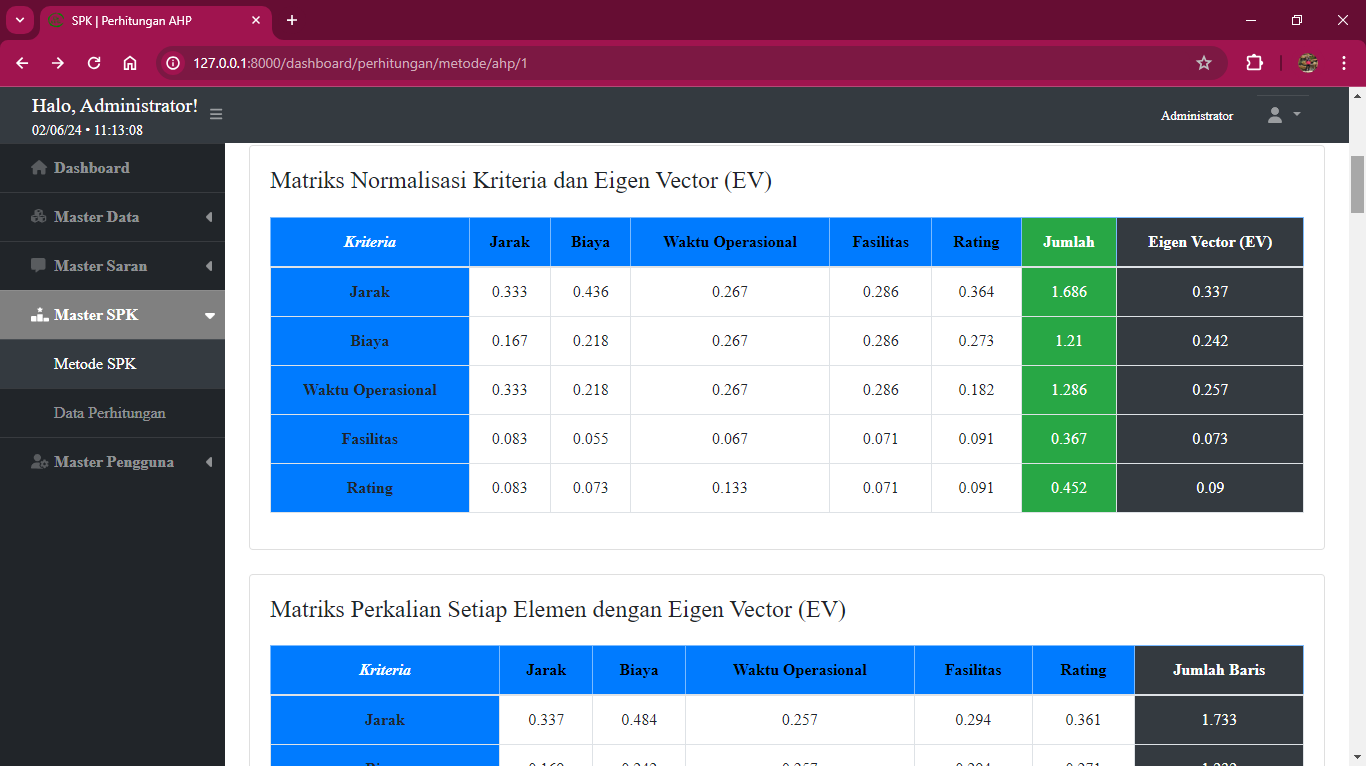 SPK | Perhitungan AHP
127.0.0.1:8000/dashboard/perhitungan/metode/ahp/1
Halo, Administrator!
02/06/24 • 11:13:08
Administrator
Dashboard
Master Data
Master Saran
Master SPK
Metode SPK
Data Perhitungan
Master Pengguna
Matriks Normalisasi Kriteria dan Eigen Vector (EV)
Kriteria Jarak Biaya Waktu Operasional Fasilitas Rating Jumlah Eigen Vector (EV)
Jarak 0.333 0.436 0.267 0.286 0.364 1.686 0.337
Biaya 0.167 0.218 0.267 0.286 0.273 1.21 0.242
Waktu Operasional 0.333 0.218 0.267 0.286 0.182 1.286 0.257
Fasilitas 0.083 0.055 0.067 0.071 0.091 0.367 0.073
Rating 0.083 0.073 0.133 0.071 0.091 0.452 0.09
Matriks Perkalian Setiap Elemen dengan Eigen Vector (EV)
Kriteria Jarak Biaya Waktu Operasional Fasilitas Rating Jumlah Baris
Jarak 0.337 0.484 0.257 0.294 0.361 1.733